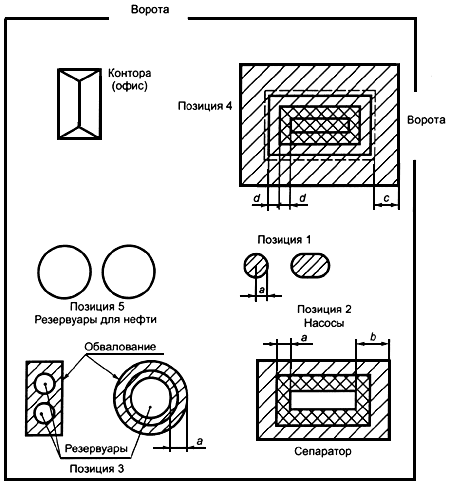 Ворота
Контора
(офис)
Позиция 4
Ворота
d
d
c
Позиция 1
a
Позиция 5
Резервуары для нефти
Позиция 2
Насосы
Обвалование
a
b
Резервуары
a
Позиция 3
Сепаратор